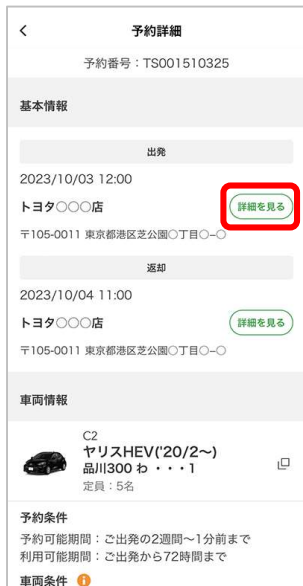 予約詳細
予約番号：TS001510325
基本情報
出発
2023/10/03 12:00
トヨタ○○○店
詳細を見る
〒105-0011 東京都港区芝公園○丁目○−○
返却
2023/10/04 11:00
トヨタ○○○店
詳細を見る
〒105-0011 東京都港区芝公園○丁目○−○
車両情報
C2
ヤリスHEV('20/2〜)
品川300 わ ・・・1
定員：5名
予約条件
予約可能期間：ご出発の2週間〜1分前まで
利用可能期間：ご出発から72時間まで
車両条件